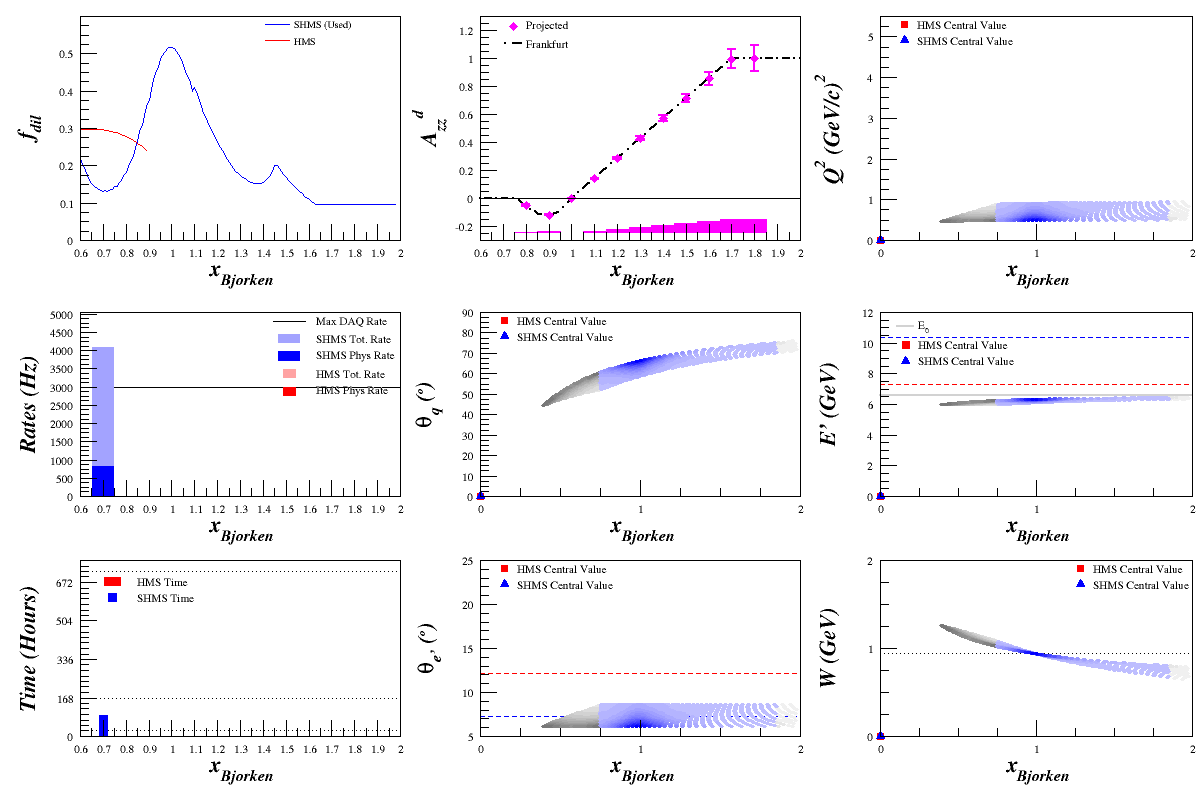 f_dil
0.5
0.4
0.3
0.2
0.1
0
SHMS (Used)
HMS
0.6 0.7 0.8 0.9 1 1.1 1.2 1.3 1.4 1.5 1.6 1.7 1.8 1.9 2
x_Bjorken
A_zz^d
1.2
1
0.8
0.6
0.4
0.2
0
-0.2
Projected
Frankfurt
0.6 0.7 0.8 0.9 1 1.1 1.2 1.3 1.4 1.5 1.6 1.7 1.8 1.9 2
x_Bjorken
Q^2 (GeV/c)^2
5
4
3
2
1
0
HMS Central Value
SHMS Central Value
0 1 2
x_Bjorken
Rates (Hz)
5000
4500
4000
3500
3000
2500
2000
1500
1000
500
0
Max DAQ Rate
SHMS Tot. Rate
SHMS Phys Rate
HMS Tot. Rate
HMS Phys Rate
0.6 0.7 0.8 0.9 1 1.1 1.2 1.3 1.4 1.5 1.6 1.7 1.8 1.9 2
x_Bjorken
θ_q (°)
90
80
70
60
50
40
30
20
10
0
HMS Central Value
SHMS Central Value
0 1 2
x_Bjorken
E' (GeV)
12
10
8
6
4
2
0
E_0
HMS Central Value
SHMS Central Value
0 1 2
x_Bjorken
Time (Hours)
672
504
336
168
0
HMS Time
SHMS Time
0.6 0.7 0.8 0.9 1 1.1 1.2 1.3 1.4 1.5 1.6 1.7 1.8 1.9 2
x_Bjorken
θ_e' (°)
25
20
15
10
5
HMS Central Value
SHMS Central Value
0 1 2
x_Bjorken
W (GeV)
2
1
0
HMS Central Value
SHMS Central Value
0 1 2
x_Bjorken